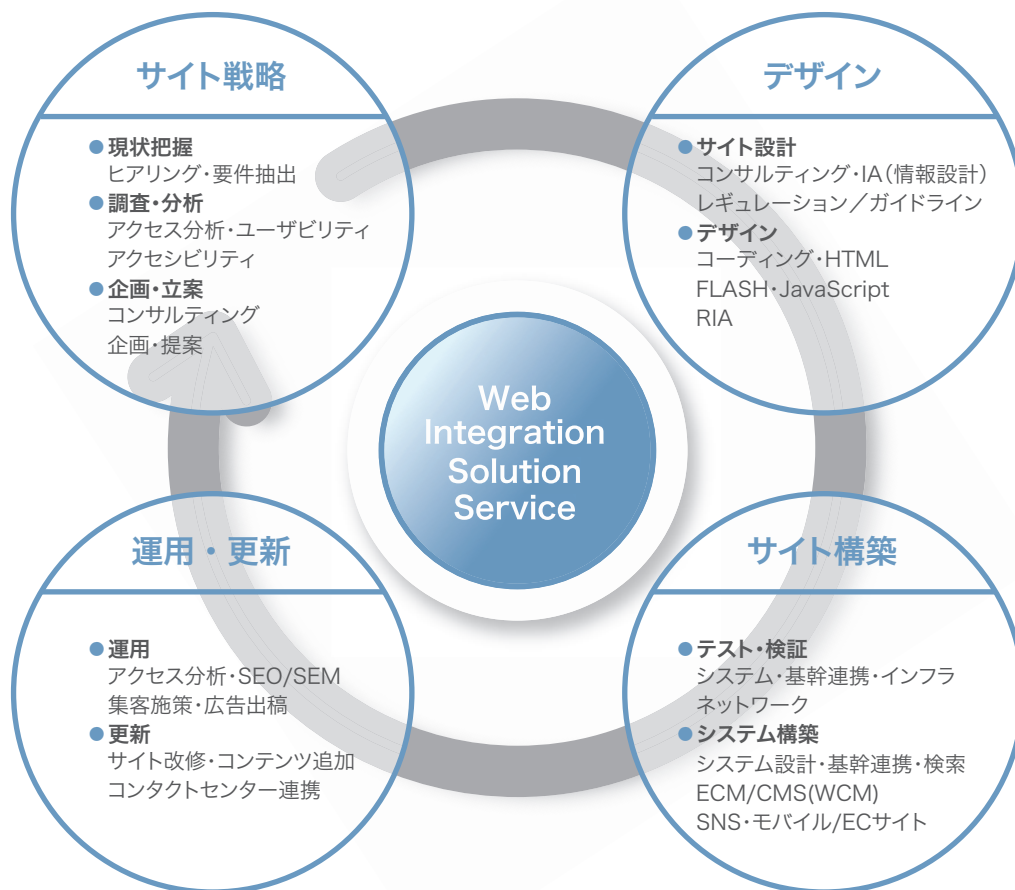 サイト戦略
●現状把握
ヒアリング・要件抽出
●調査・分析
アクセス分析・ユーザビリティ
アクセシビリティ
●企画・立案
コンサルティング
企画・提案
デザイン
●サイト設計
コンサルティング・IA(情報設計)
レギュレーション／ガイドライン
●デザイン
コーディング・HTML
FLASH・JavaScript
RIA
Web
Integration
Solution
Service
運用・更新
●運用
アクセス分析・SEO/SEM
集客施策・広告出稿
●更新
サイト改修・コンテンツ追加
コンタクトセンター連携
サイト構築
●テスト・検証
システム・基幹連携・インフラ
ネットワーク
●システム構築
システム設計・基幹連携・検索
ECM/CMS(WCM)
SNS・モバイル/ECサイト